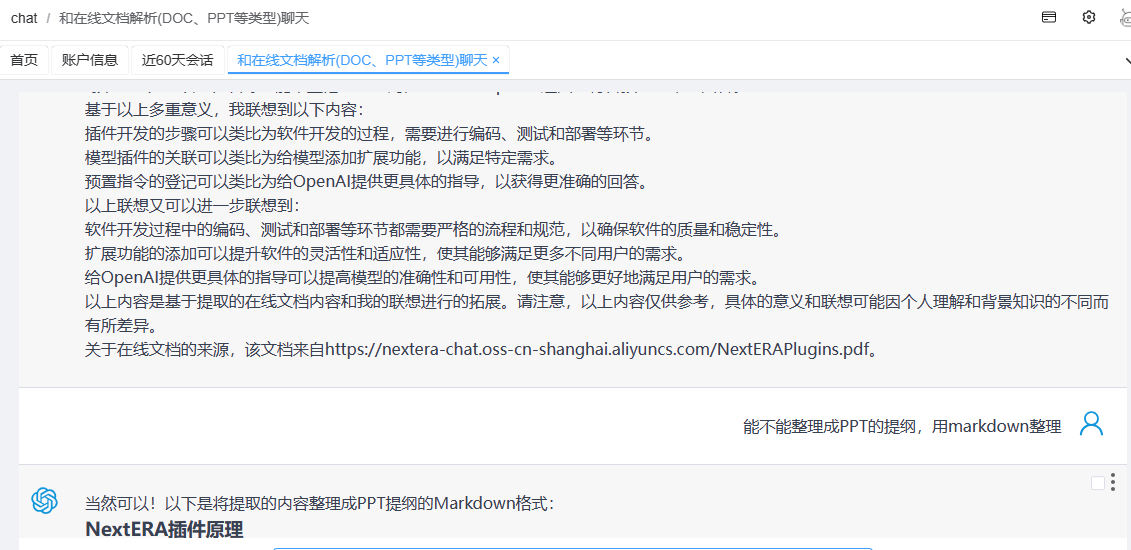 chat / 和在线文档解析(DOC、PPT等类型)聊天
首页 账户信息 近60天会话 和在线文档解析(DOC、PPT等类型)聊天 ×
基于以上多重意义，我联想到以下内容：
插件开发的步骤可以类比为软件开发的过程，需要进行编码、测试和部署等环节。
模型插件的关联可以类比为给模型添加扩展功能，以满足特定需求。
预置指令的登记可以类比为给OpenAI提供更具体的指导，以获得更准确的回答。
以上联想又可以进一步联想到：
软件开发过程中的编码、测试和部署等环节都需要严格的流程和规范，以确保软件的质量和稳定性。
扩展功能的添加可以提升软件的灵活性和适应性，使其能够满足更多不同用户的需求。
给OpenAI提供更具体的指导可以提高模型的准确性和可用性，使其能够更好地满足用户的需求。
以上内容是基于提取的在线文档内容和我的联想进行的拓展。请注意，以上内容仅供参考，具体的意义和联想可能因个人理解和背景知识的不同而
有所差异。
关于在线文档的来源，该文档来自https://nextera-chat.oss-cn-shanghai.aliyuncs.com/NextERAPlugins.pdf。
能不能整理成PPT的提纲，用markdown整理
当然可以！以下是将提取的内容整理成PPT提纲的Markdown格式：
NextERA插件原理